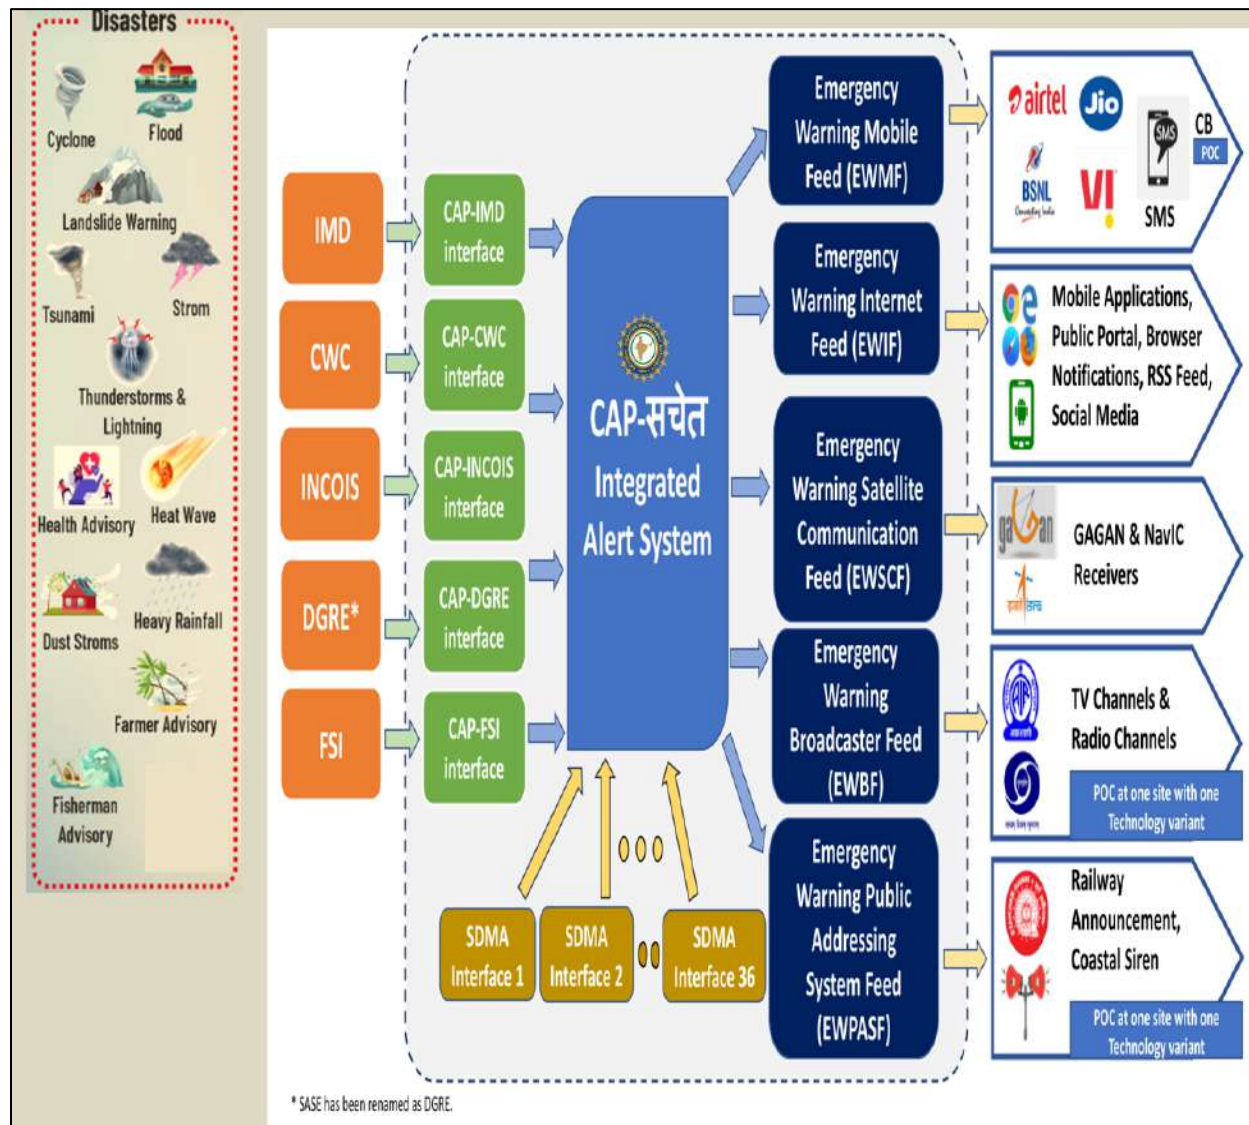 Disasters
Cyclone
Flood
Landslide Warning
Tsunami
Strom
Thunderstorms &
Lightning
Health Advisory
Heat Wave
Dust Stroms
Heavy Rainfall
Farmer Advisory
Fisherman
Advisory
IMD
CWC
INCOIS
DGRE*
FSI
CAP-IMD
interface
CAP-CWC
interface
CAP-INCOIS
interface
CAP-DGRE
interface
CAP-FSI
interface
CAP-सचेत
Integrated
Alert System
SDMA
Interface 1
SDMA
Interface 2
SDMA
Interface 36
Emergency
Warning Mobile
Feed (EWMF)
Emergency
Warning Internet
Feed (EWIF)
Emergency
Warning Satellite
Communication
Feed (EWSCF)
Emergency
Warning
Broadcaster Feed
(EWBF)
Emergency
Warning Public
Addressing
System Feed
(EWPASF)
airtel
Jio
BSNL
Connecting India
VI
SMS
SMS
CB
POC
Mobile Applications,
Public Portal, Browser
Notifications, RSS Feed,
Social Media
gagan
इसरो isro
GAGAN & NavIC
Receivers
AIR
TV Channels &
Radio Channels
POC at one site with one
Technology variant
Railway
Announcement,
Coastal Siren
POC at one site with one
Technology variant
* SASE has been renamed as DGRE.